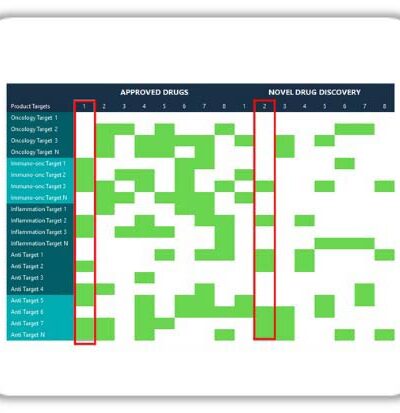 APPROVED DRUGS NOVEL DRUG DISCOVERY
Product Targets 1 2 3 4 5 6 7 8 1 2 3 4 5 6 7 8
Oncology Target 1
Oncology Target 2
Oncology Target 3
Oncology Target N
Immuno-onc Target 1
Immuno-onc Target 2
Immuno-onc Target 3
Immuno-onc Target N
Inflammation Target 1
Inflammation Target 2
Inflammation Target 3
Inflammation Target N
Anti Target 1
Anti Target 2
Anti Target 3
Anti Target 4
Anti Target 5
Anti Target 6
Anti Target 7
Anti Target N